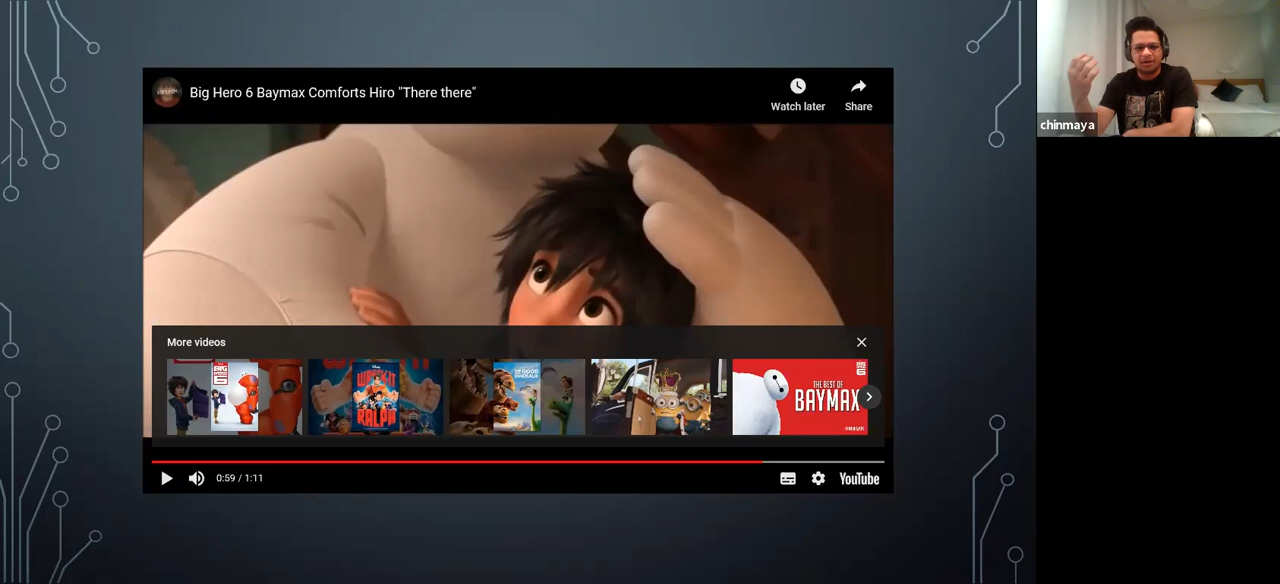 Big Hero 6 Baymax Comforts Hiro "There there"
Watch later
Share
chinmaya
More videos
BIG
WRECK-IT
RALPH
THE GOOD
DINOSAUR
THE BEST OF
BAYMAX
0:59 / 1:11
YouTube